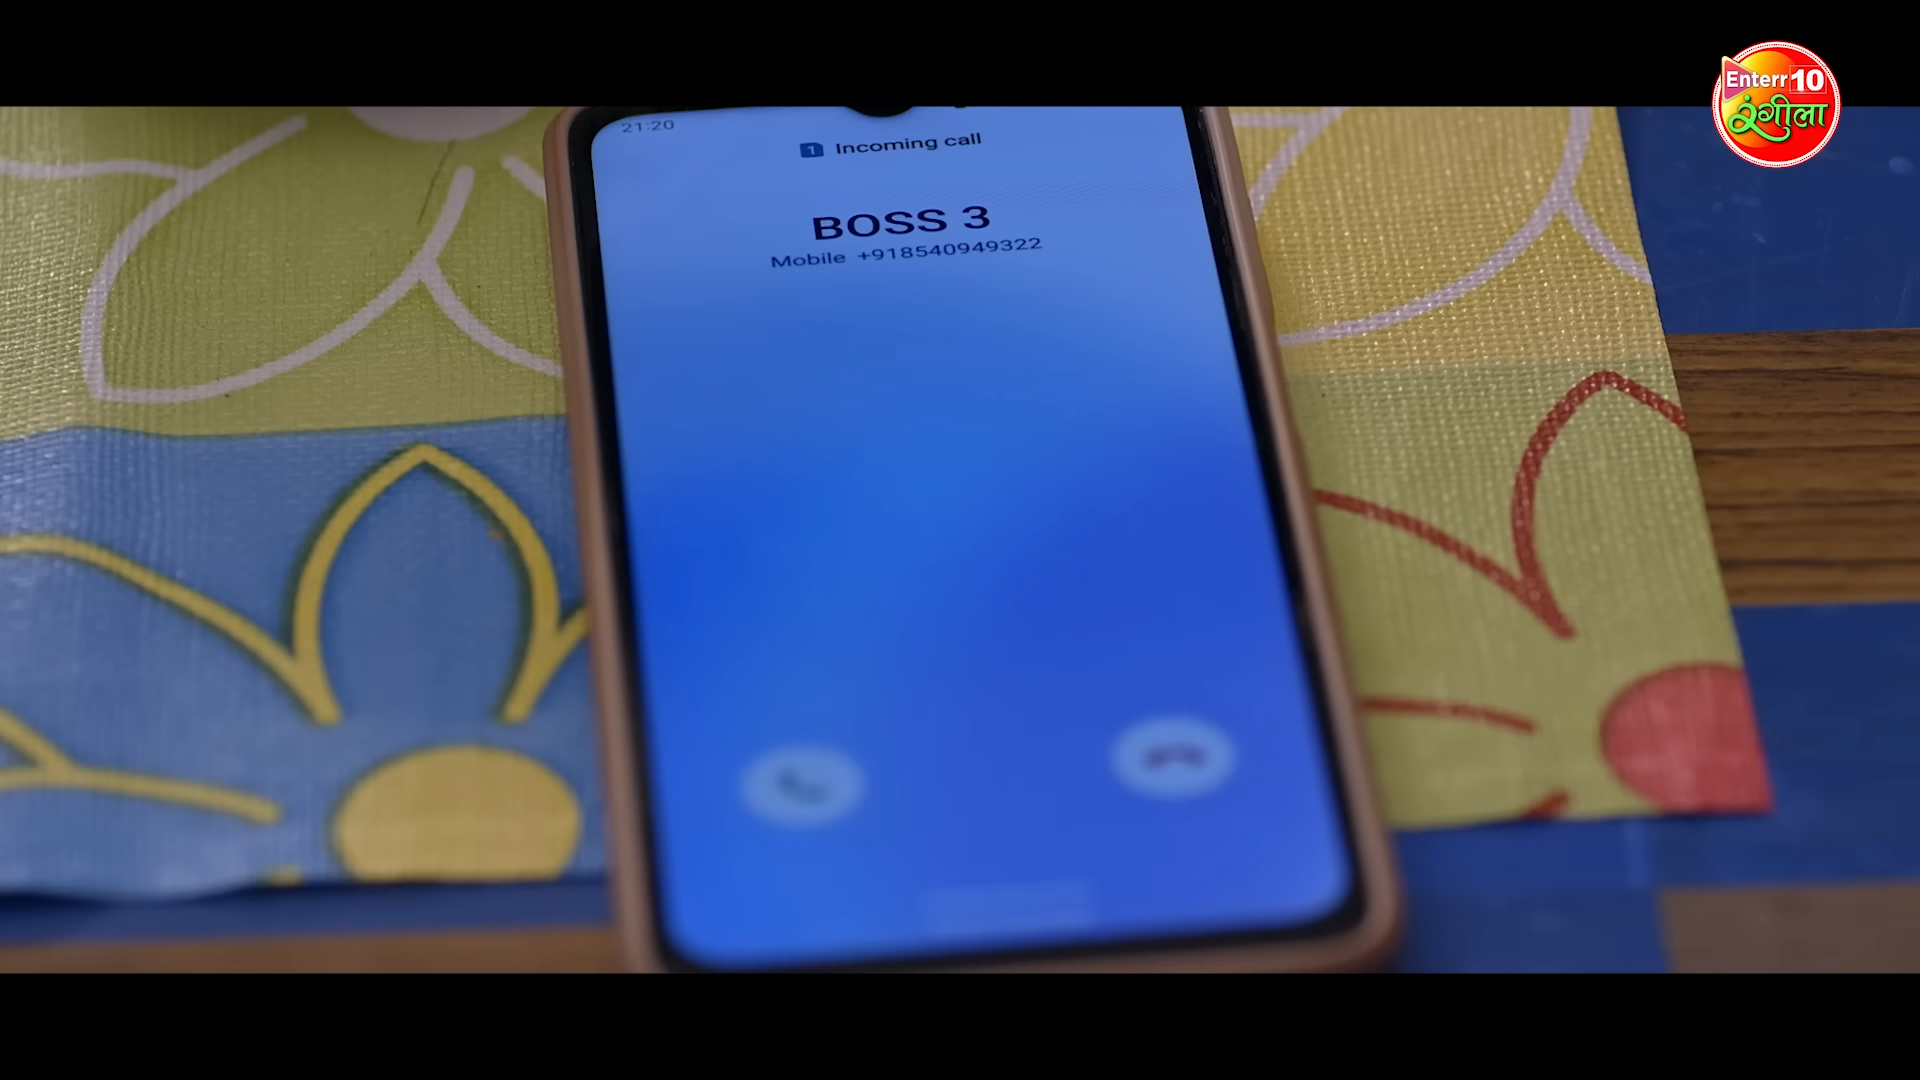 Enterr10
रंगीला
21:20
1 Incoming call
BOSS 3
Mobile +918540949322